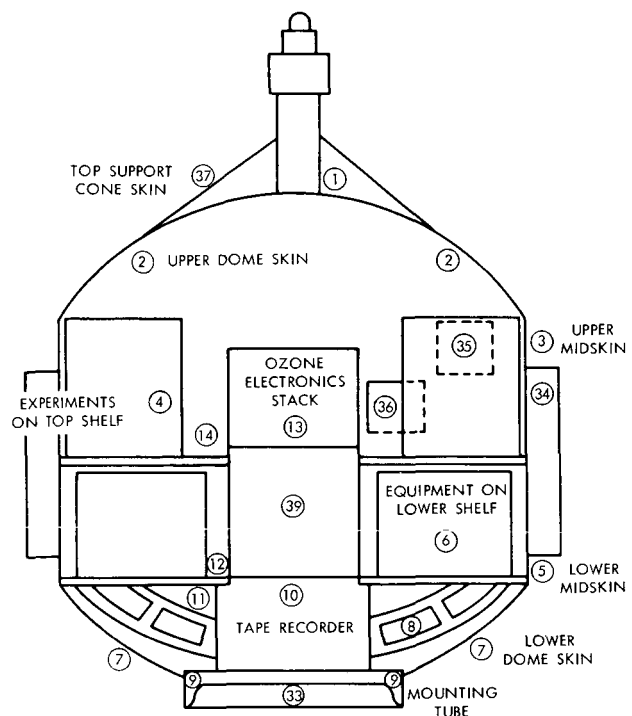 TOP SUPPORT
CONE SKIN
37
1
2
UPPER DOME SKIN
2
3
UPPER
MIDSKIN
35
OZONE
ELECTRONICS
STACK
13
36
34
EXPERIMENTS
ON TOP SHELF
4
14
EQUIPMENT ON
LOWER SHELF
6
39
12
5
LOWER
MIDSKIN
11
10
TAPE RECORDER
8
7
7
LOWER
DOME SKIN
9
33
9
MOUNTING
TUBE